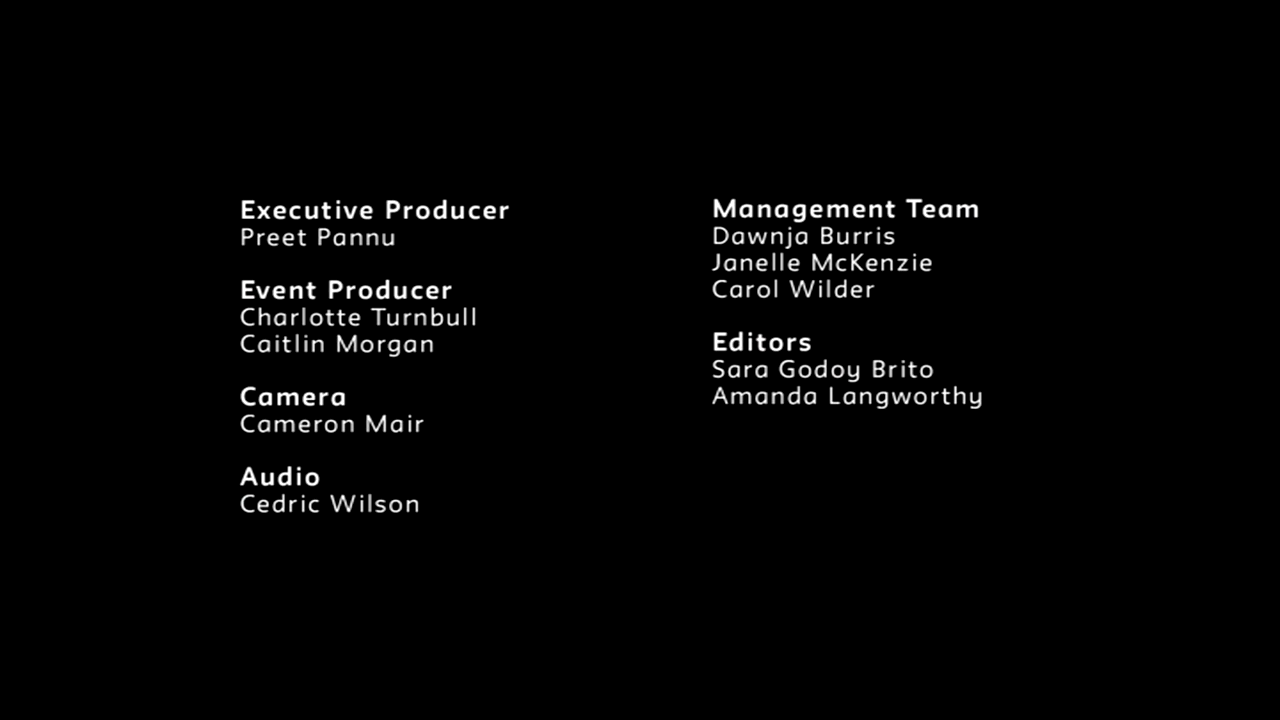 Executive Producer
Preet Pannu
Event Producer
Charlotte Turnbull
Caitlin Morgan
Camera
Cameron Mair
Audio
Cedric Wilson
Management Team
Dawnja Burris
Janelle McKenzie
Carol Wilder
Editors
Sara Godoy Brito
Amanda Langworthy